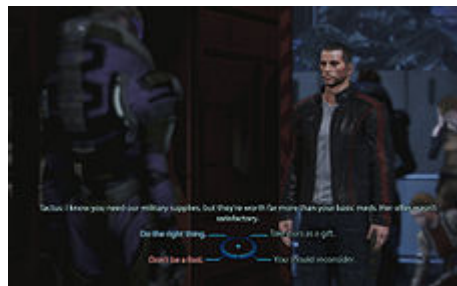 Tactus: I know you need our military supplies, but they're worth far more than your basic meds. Her offer wasn't
satisfactory.
Do the right thing. Take ours as a gift.
Don't be a fool. You should reconsider.